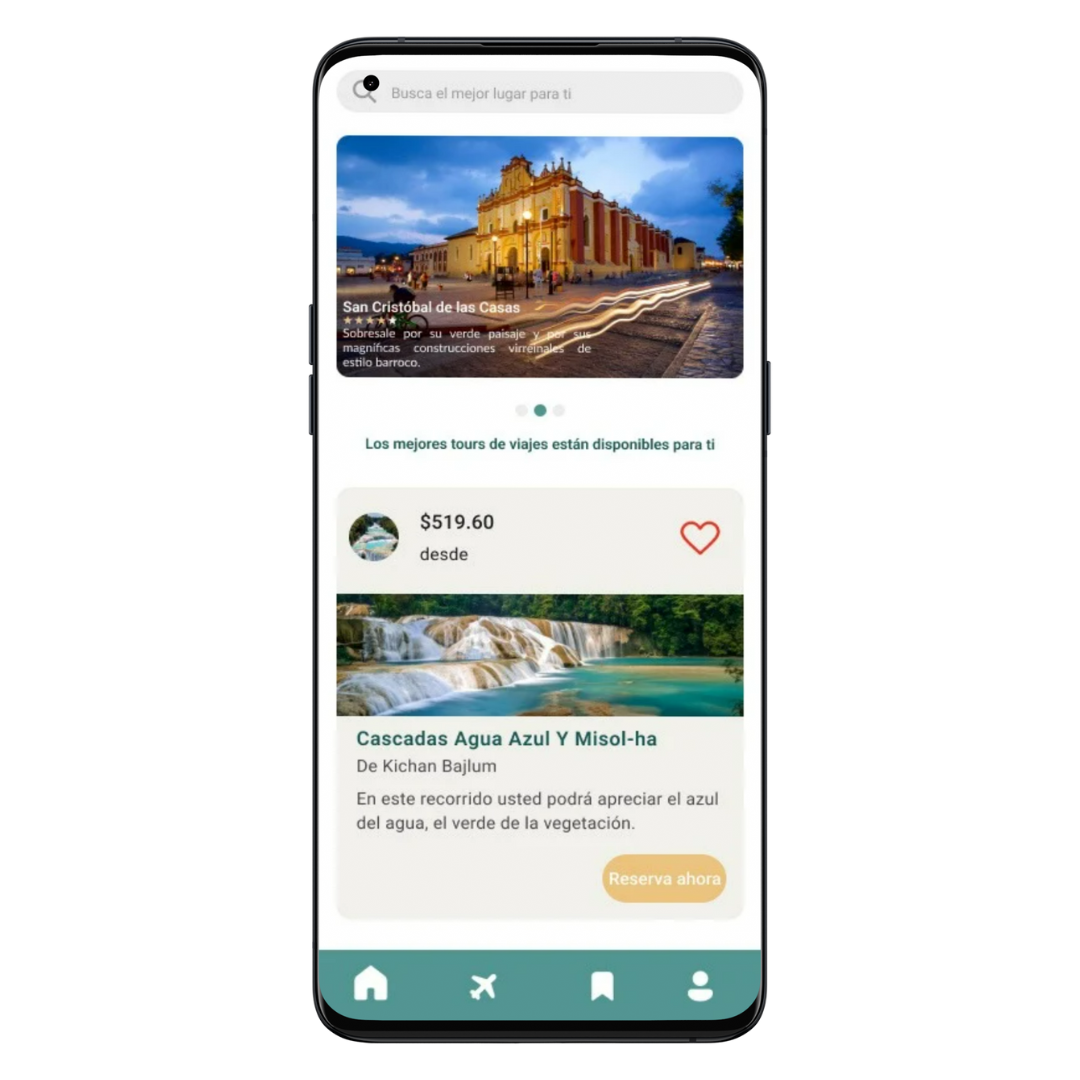 Busca el mejor lugar para ti
San Cristóbal de las Casas
Sobresale por su verde paisaje y por sus
magníficas construcciones virreinales de
estilo barroco.
Los mejores tours de viajes están disponibles para ti
$519.60
desde
Cascadas Agua Azul Y Misol-ha
De Kichan Bajlum
En este recorrido usted podrá apreciar el azul
del agua, el verde de la vegetación.
Reserva ahora